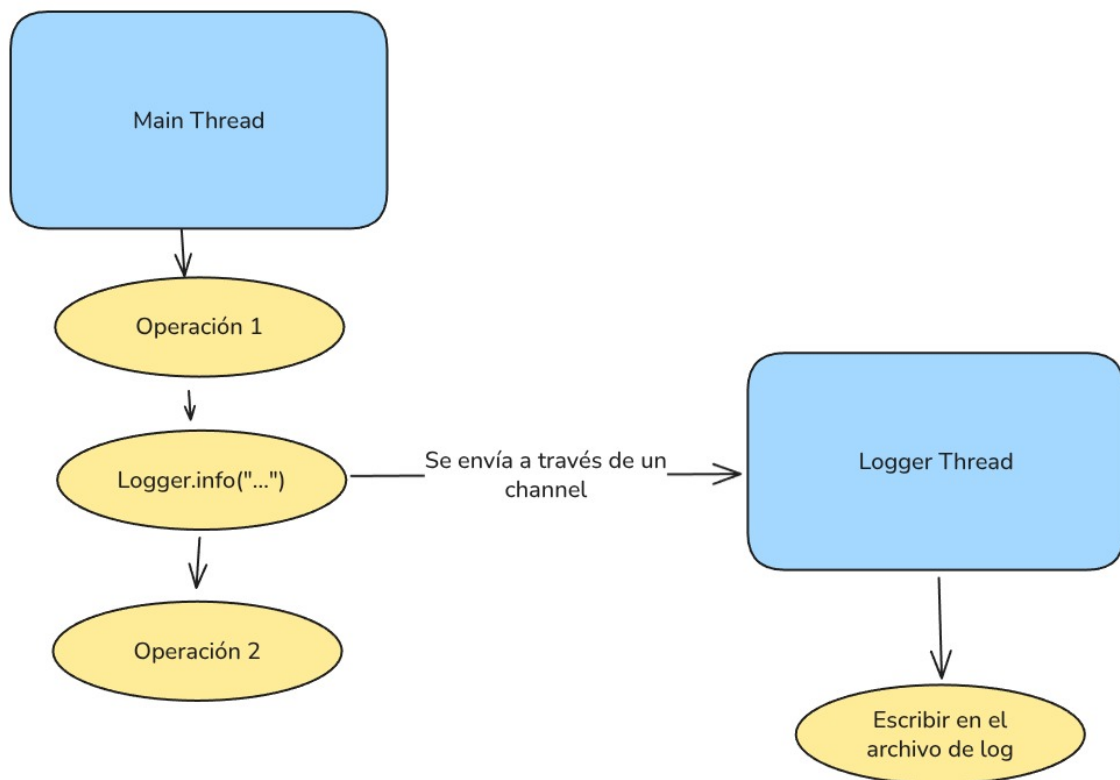 Main Thread
Operación 1
Logger.info("...")
Se envía a través de un
channel
Logger Thread
Operación 2
Escribir en el
archivo de log